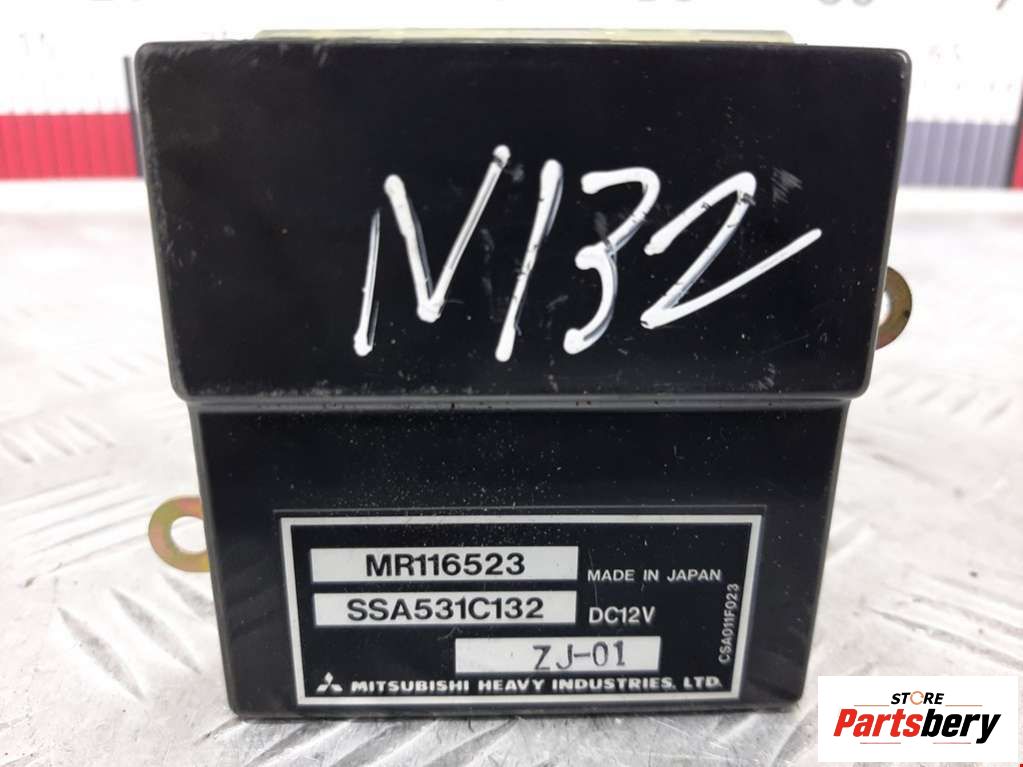 N132
MR116523
MADE IN JAPAN
SSA531C132
DC12V
ZJ-01
CSA011F023
MITSUBISHI HEAVY INDUSTRIES, LTD.
STORE
Partsbery